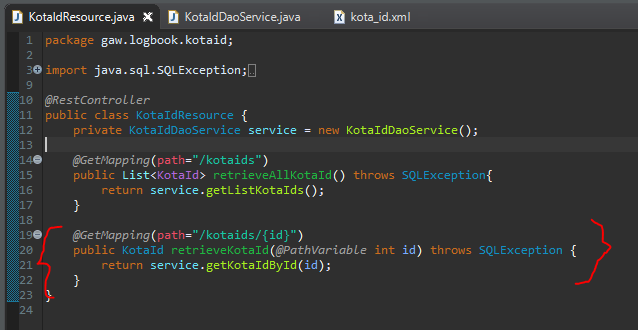 KotaIdResource.java KotaIdDaoService.java kota_id.xml
1 package gaw.logbook.kotaid;
2
3 import java.sql.SQLException;
9
10 @RestController
11 public class KotaIdResource {
12 private KotaIdDaoService service = new KotaIdDaoService();
13
14 @GetMapping(path="/kotaids")
15 public List<KotaId> retrieveAllKotaId() throws SQLException{
16 return service.getListKotaIds();
17 }
18
19 @GetMapping(path="/kotaids/{id}")
20 public KotaId retrieveKotaId(@PathVariable int id) throws SQLException {
21 return service.getKotaIdById(id);
22 }
23 }
24